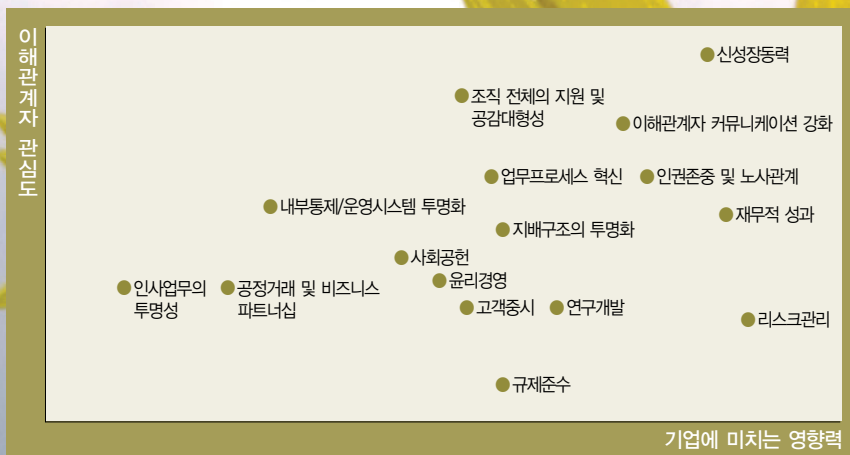 이해관계자 관심도
신성장동력
조직 전체의 지원 및
공감대형성
이해관계자 커뮤니케이션 강화
업무프로세스 혁신
인권존중 및 노사관계
내부통제/운영시스템 투명화
재무적 성과
지배구조의 투명화
사회공헌
윤리경영
인사업무의
투명성
공정거래 및 비즈니스
파트너십
고객중시
연구개발
리스크관리
규제준수
기업에 미치는 영향력